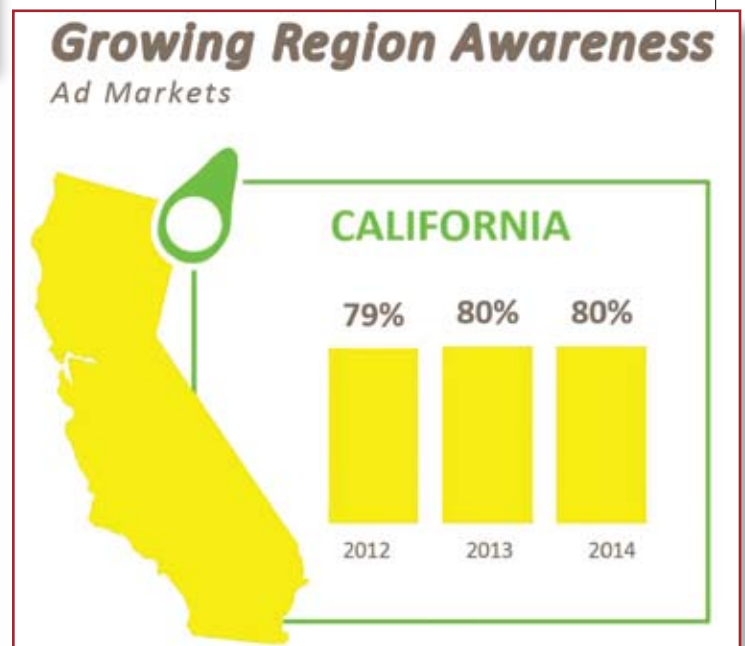 Growing Region Awareness
Ad Markets
CALIFORNIA
79% 80% 80%
2012 2013 2014